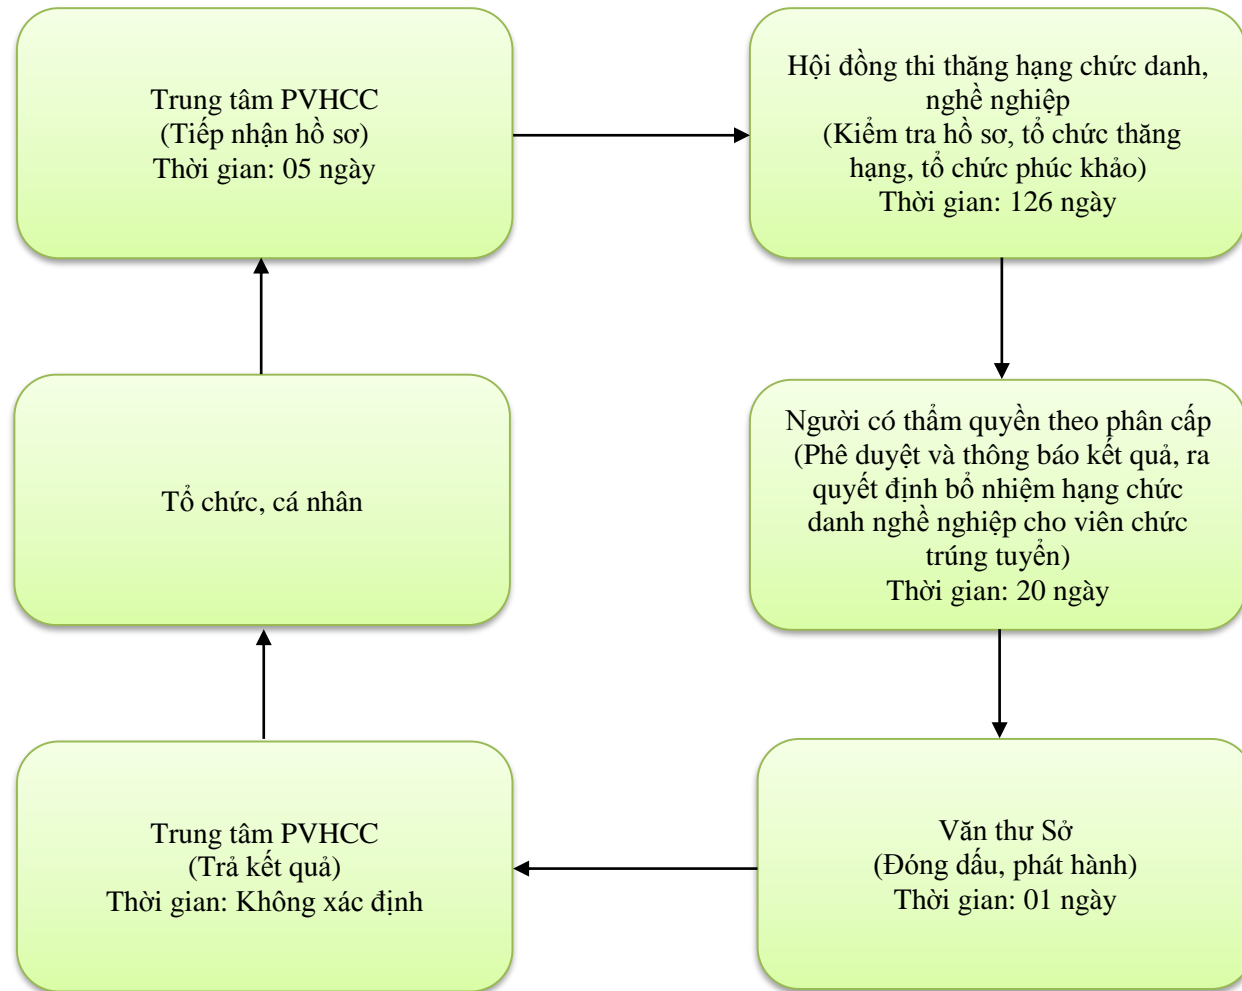 Trung tâm PVHCC
(Tiếp nhận hồ sơ)
Thời gian: 05 ngày
Hội đồng thi thăng hạng chức danh,
nghề nghiệp
(Kiểm tra hồ sơ, tổ chức thăng
hạng, tổ chức phúc khảo)
Thời gian: 126 ngày
Tổ chức, cá nhân
Người có thẩm quyền theo phân cấp
(Phê duyệt và thông báo kết quả, ra
quyết định bổ nhiệm hạng chức
danh nghề nghiệp cho viên chức
trúng tuyển)
Thời gian: 20 ngày
Trung tâm PVHCC
(Trả kết quả)
Thời gian: Không xác định
Văn thư Sở
(Đóng dấu, phát hành)
Thời gian: 01 ngày